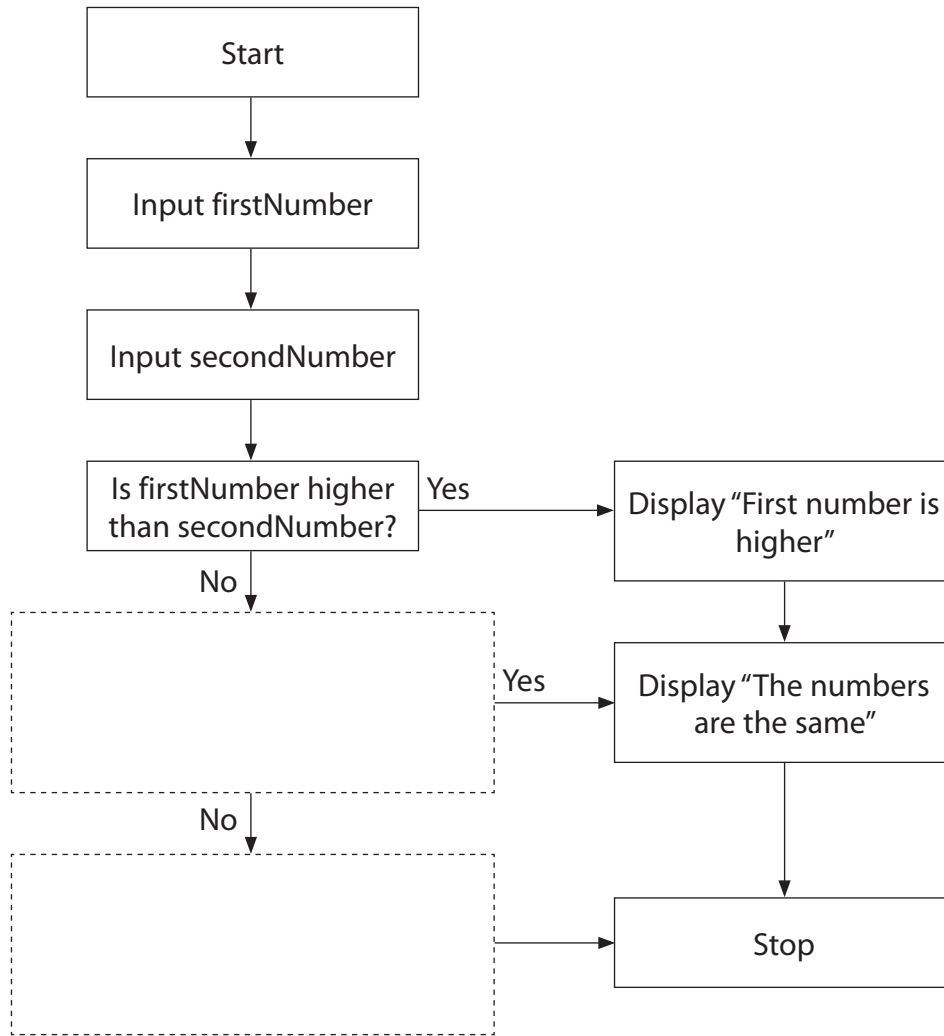 Start
Input firstNumber
Input secondNumber
Is firstNumber higher
than secondNumber?
Yes
Display “First number is
higher”
No
Yes
Display “The numbers
are the same”
No
Stop